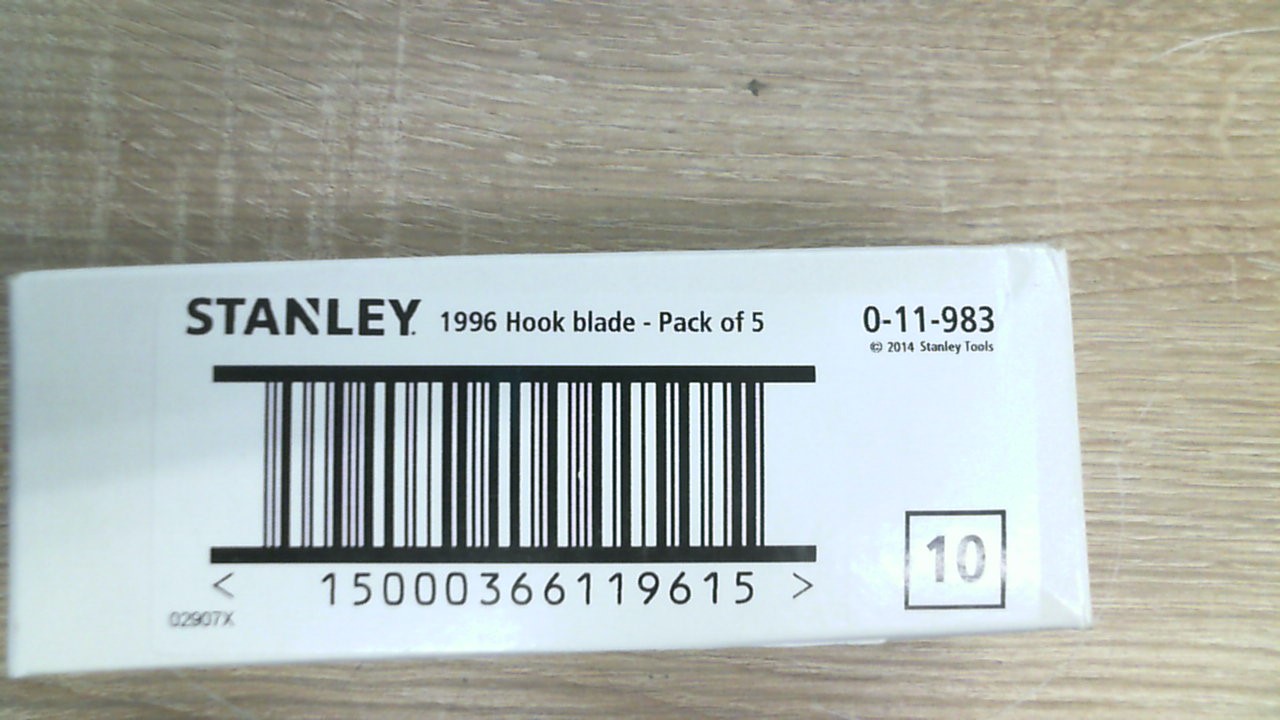 STANLEY. 1996 Hook blade - Pack of 5 0-11-983
© 2014 Stanley Tools
< 15000366119615 >
02907X
10